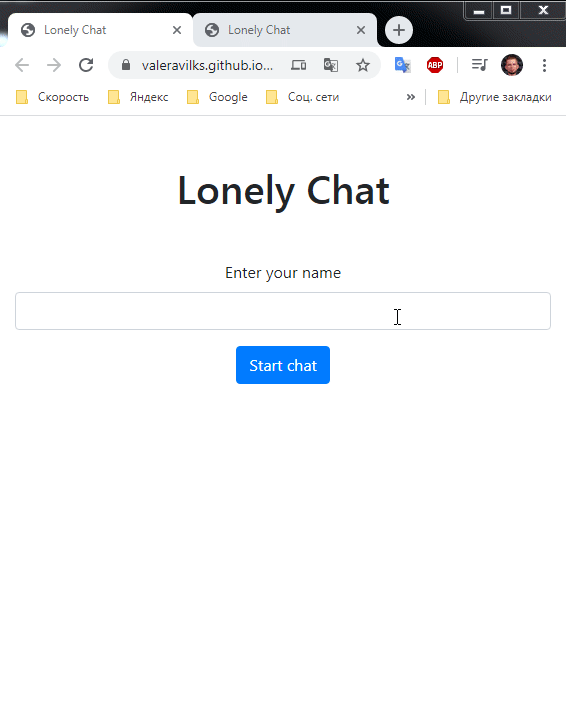 Lonely Chat Lonely Chat
valeravilks.github.io... ABP
Скорость Яндекс Google Соц. сети » Другие закладки
Lonely Chat
Enter your name
Start chat